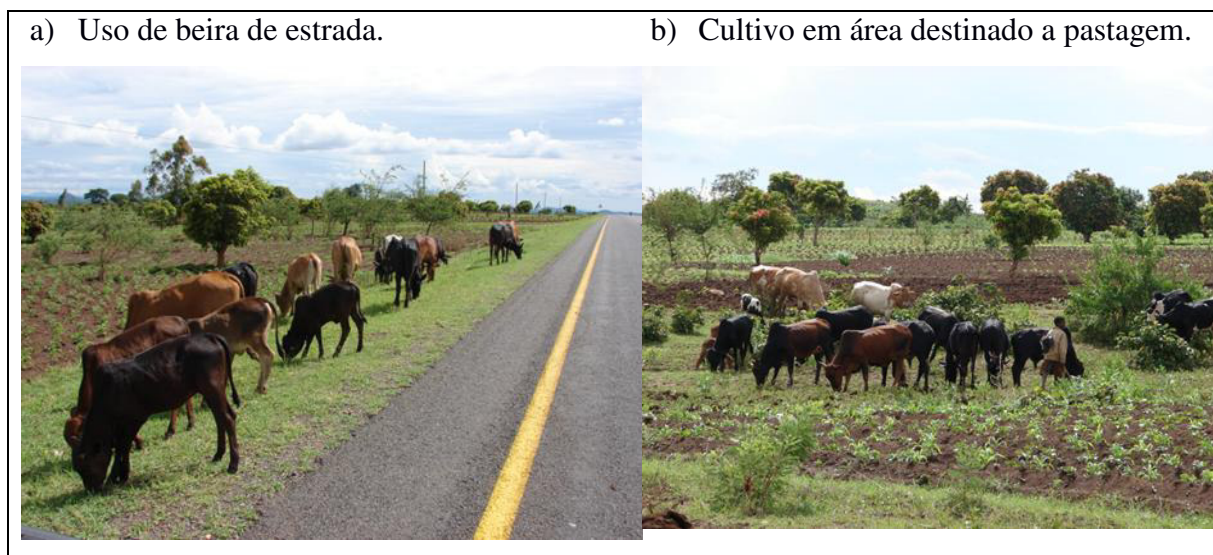 a) Uso de beira de estrada.
b) Cultivo em área destinado a pastagem.